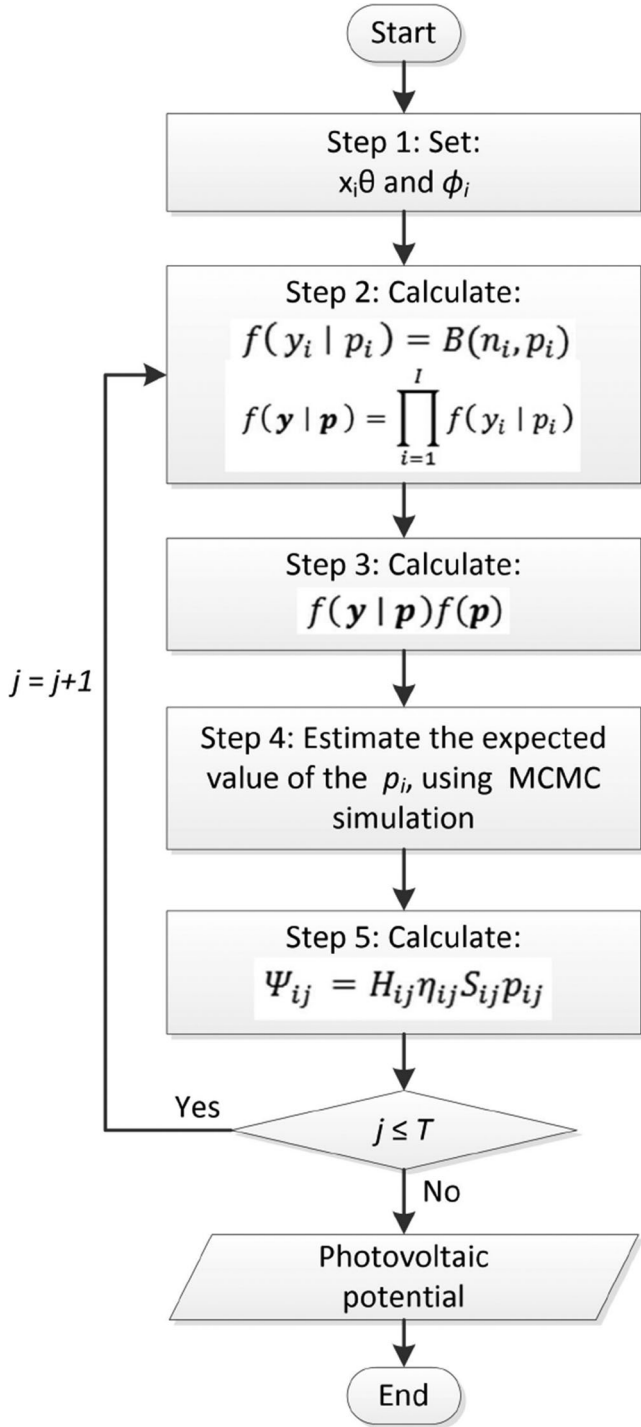 Start
Step 1: Set:
xᵢθ and ϕᵢ
Step 2: Calculate:
f(yᵢ | pᵢ) = B(nᵢ, pᵢ)
I
f(𝐲 | 𝐩) = ∏ f(yᵢ | pᵢ)
i=1
Step 3: Calculate:
f(𝐲 | 𝐩)f(𝐩)
j = j+1
Step 4: Estimate the expected
value of the pᵢ, using MCMC
simulation
Step 5: Calculate:
Ψᵢⱼ = HᵢⱼηᵢⱼSᵢⱼpᵢⱼ
Yes
j ≤ T
No
Photovoltaic
potential
End